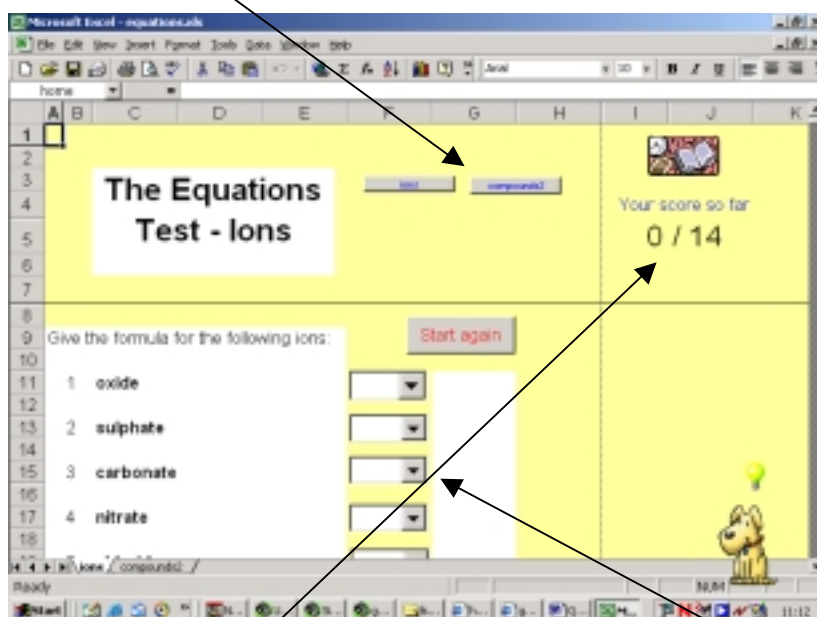 Microsoft Excel - equations.xls
File Edit View Insert Format Tools Data Window Help
Arial 10 B I U
home =
A B C D E F G H I J K
1
2
3
4
5
6
7
8
9
10
11
12
13
14
15
16
17
18
The Equations
Test - Ions
ions compounds2
Your score so far
0 / 14
Give the formula for the following ions:
Start again
1 oxide
2 sulphate
3 carbonate
4 nitrate
ions / compounds2 /
Ready NUM
Start 11:12